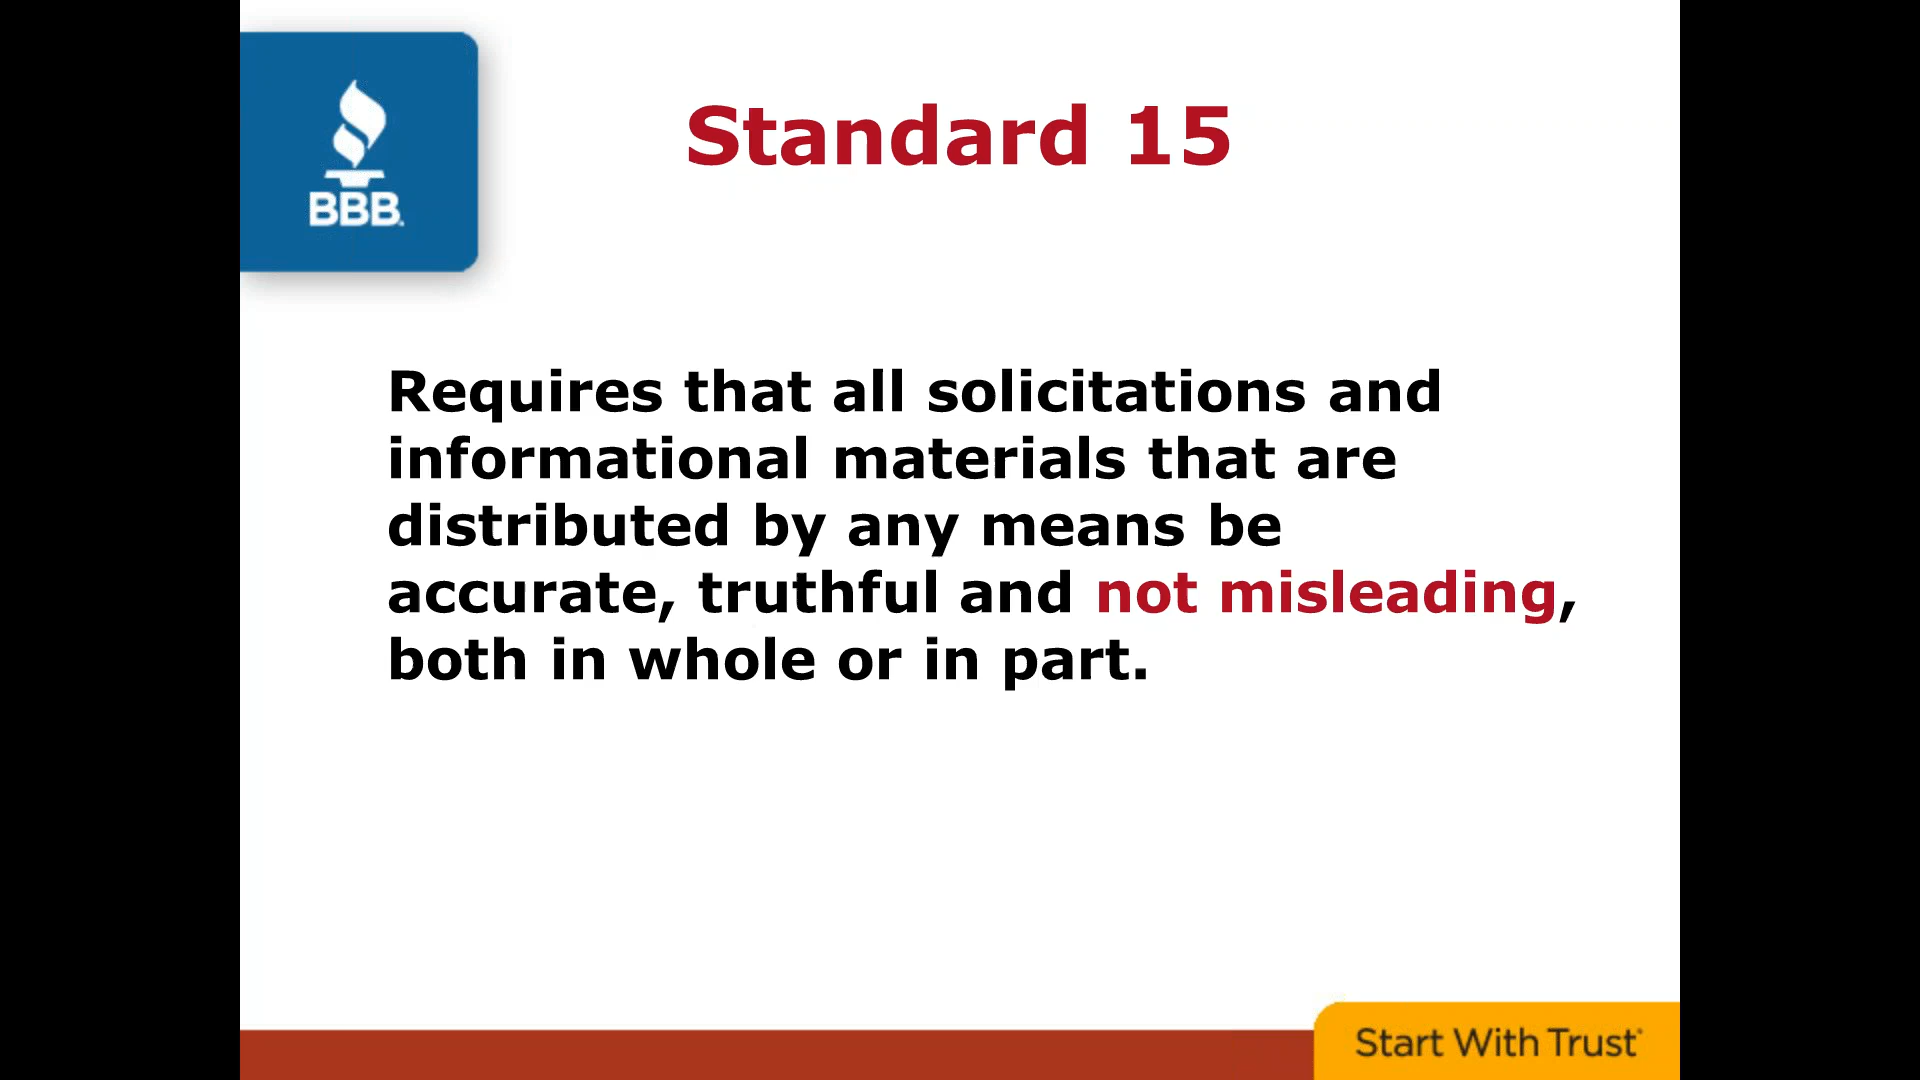 BBB.
Standard 15
Requires that all solicitations and
informational materials that are
distributed by any means be
accurate, truthful and not misleading,
both in whole or in part.
Start With Trust®